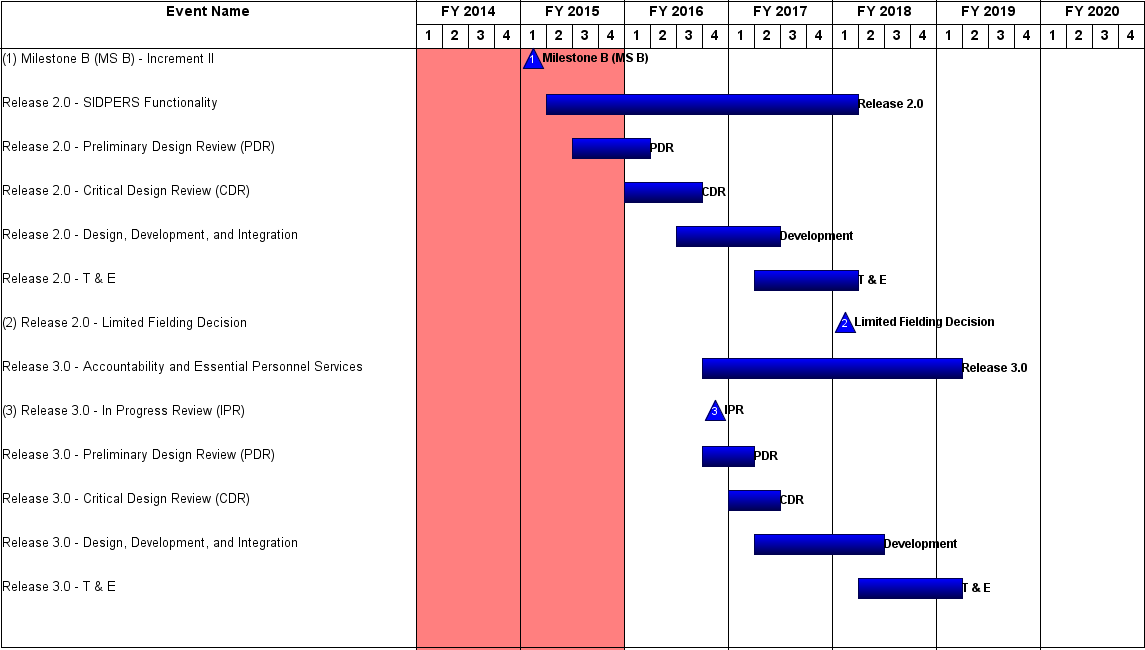 Event Name FY 2014 FY 2015 FY 2016 FY 2017 FY 2018 FY 2019 FY 2020
1 2 3 4 1 2 3 4 1 2 3 4 1 2 3 4 1 2 3 4 1 2 3 4 1 2 3 4
(1) Milestone B (MS B) - Increment II 1 Milestone B (MS B)
Release 2.0 - SIDPERS Functionality Release 2.0
Release 2.0 - Preliminary Design Review (PDR) PDR
Release 2.0 - Critical Design Review (CDR) CDR
Release 2.0 - Design, Development, and Integration Development
Release 2.0 - T & E T & E
(2) Release 2.0 - Limited Fielding Decision 2 Limited Fielding Decision
Release 3.0 - Accountability and Essential Personnel Services Release 3.0
(3) Release 3.0 - In Progress Review (IPR) 3 IPR
Release 3.0 - Preliminary Design Review (PDR) PDR
Release 3.0 - Critical Design Review (CDR) CDR
Release 3.0 - Design, Development, and Integration Development
Release 3.0 - T & E T & E